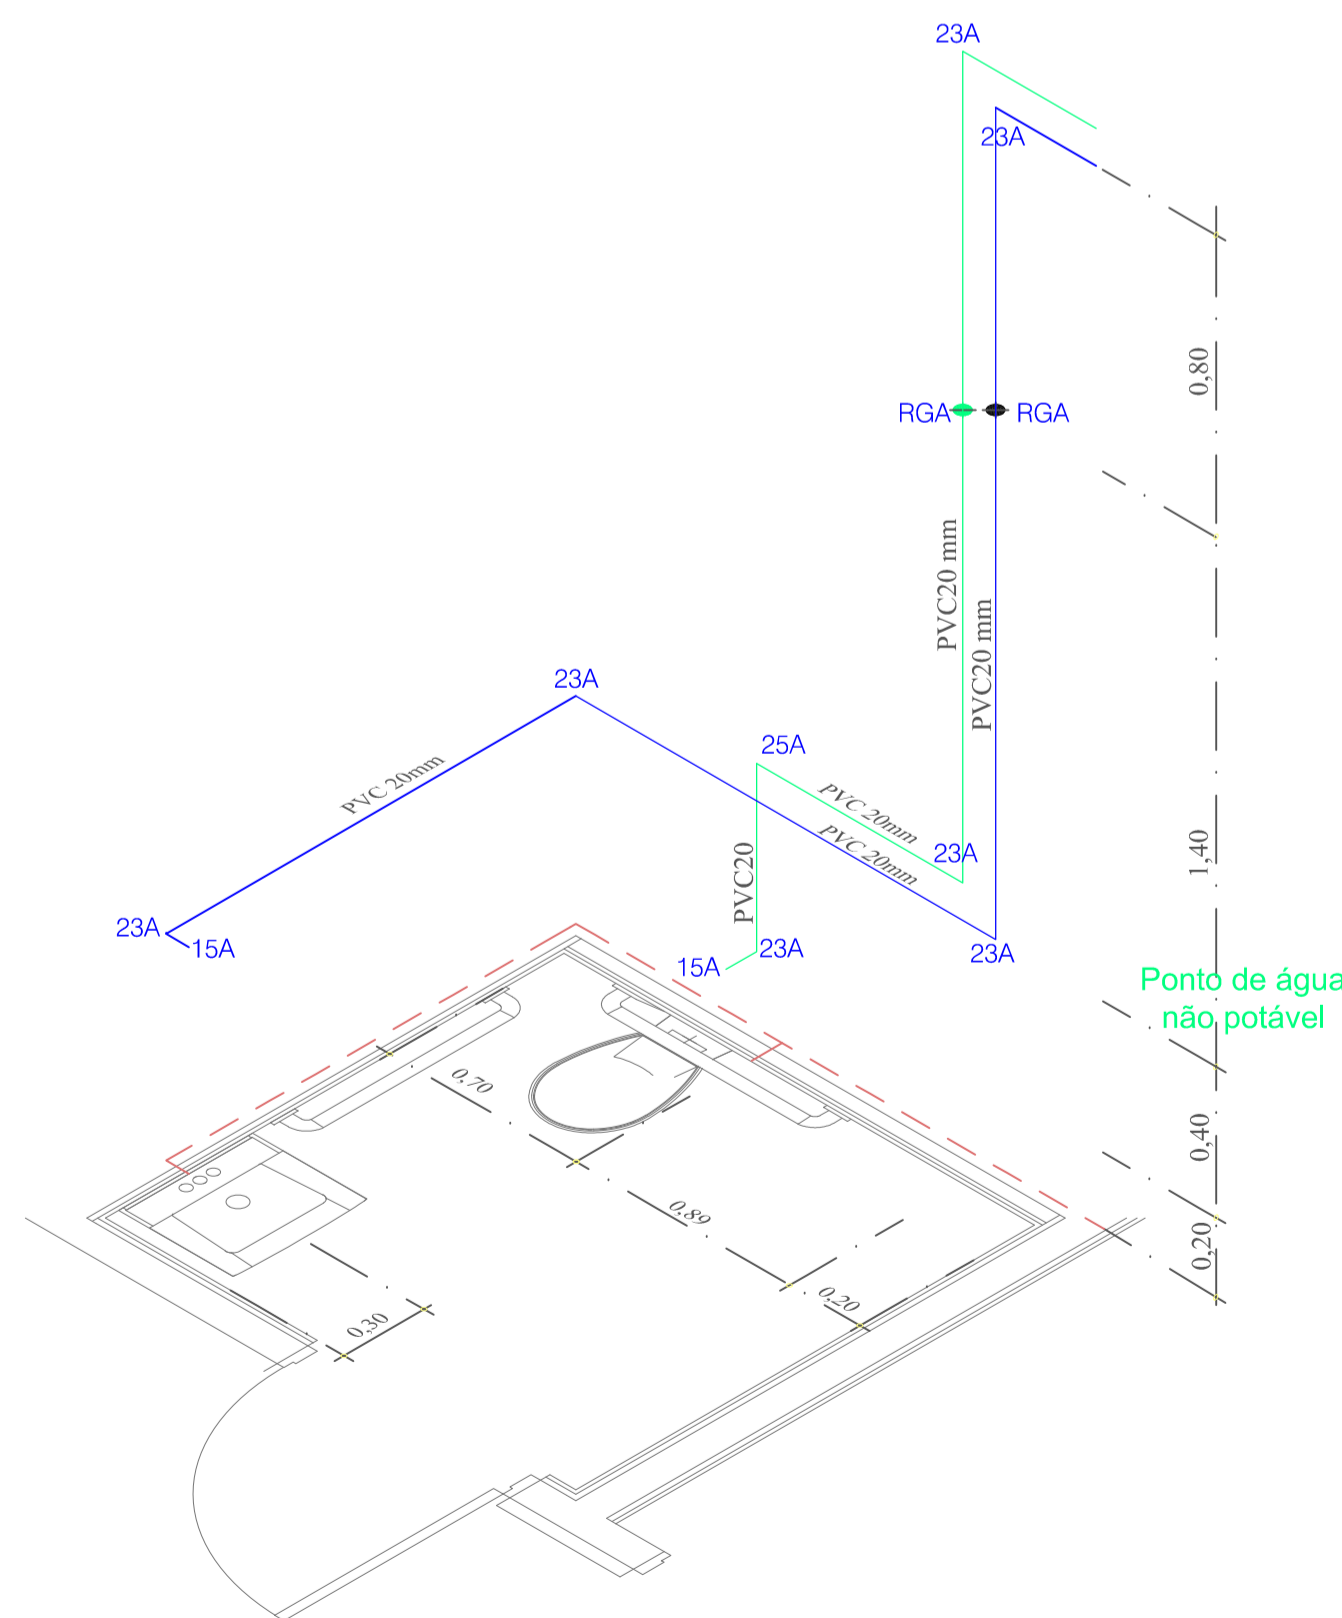 23A
23A
0,80
RGA
RGA
PVC20 mm
PVC20 mm
23A
25A
PVC 20mm
PVC 20mm
PVC 20mm
23A
PVC20
1,40
23A
15A
23A
15A
23A
Ponto de água
não potável
0,70
0,40
0,89
0,20
0,20
0,30